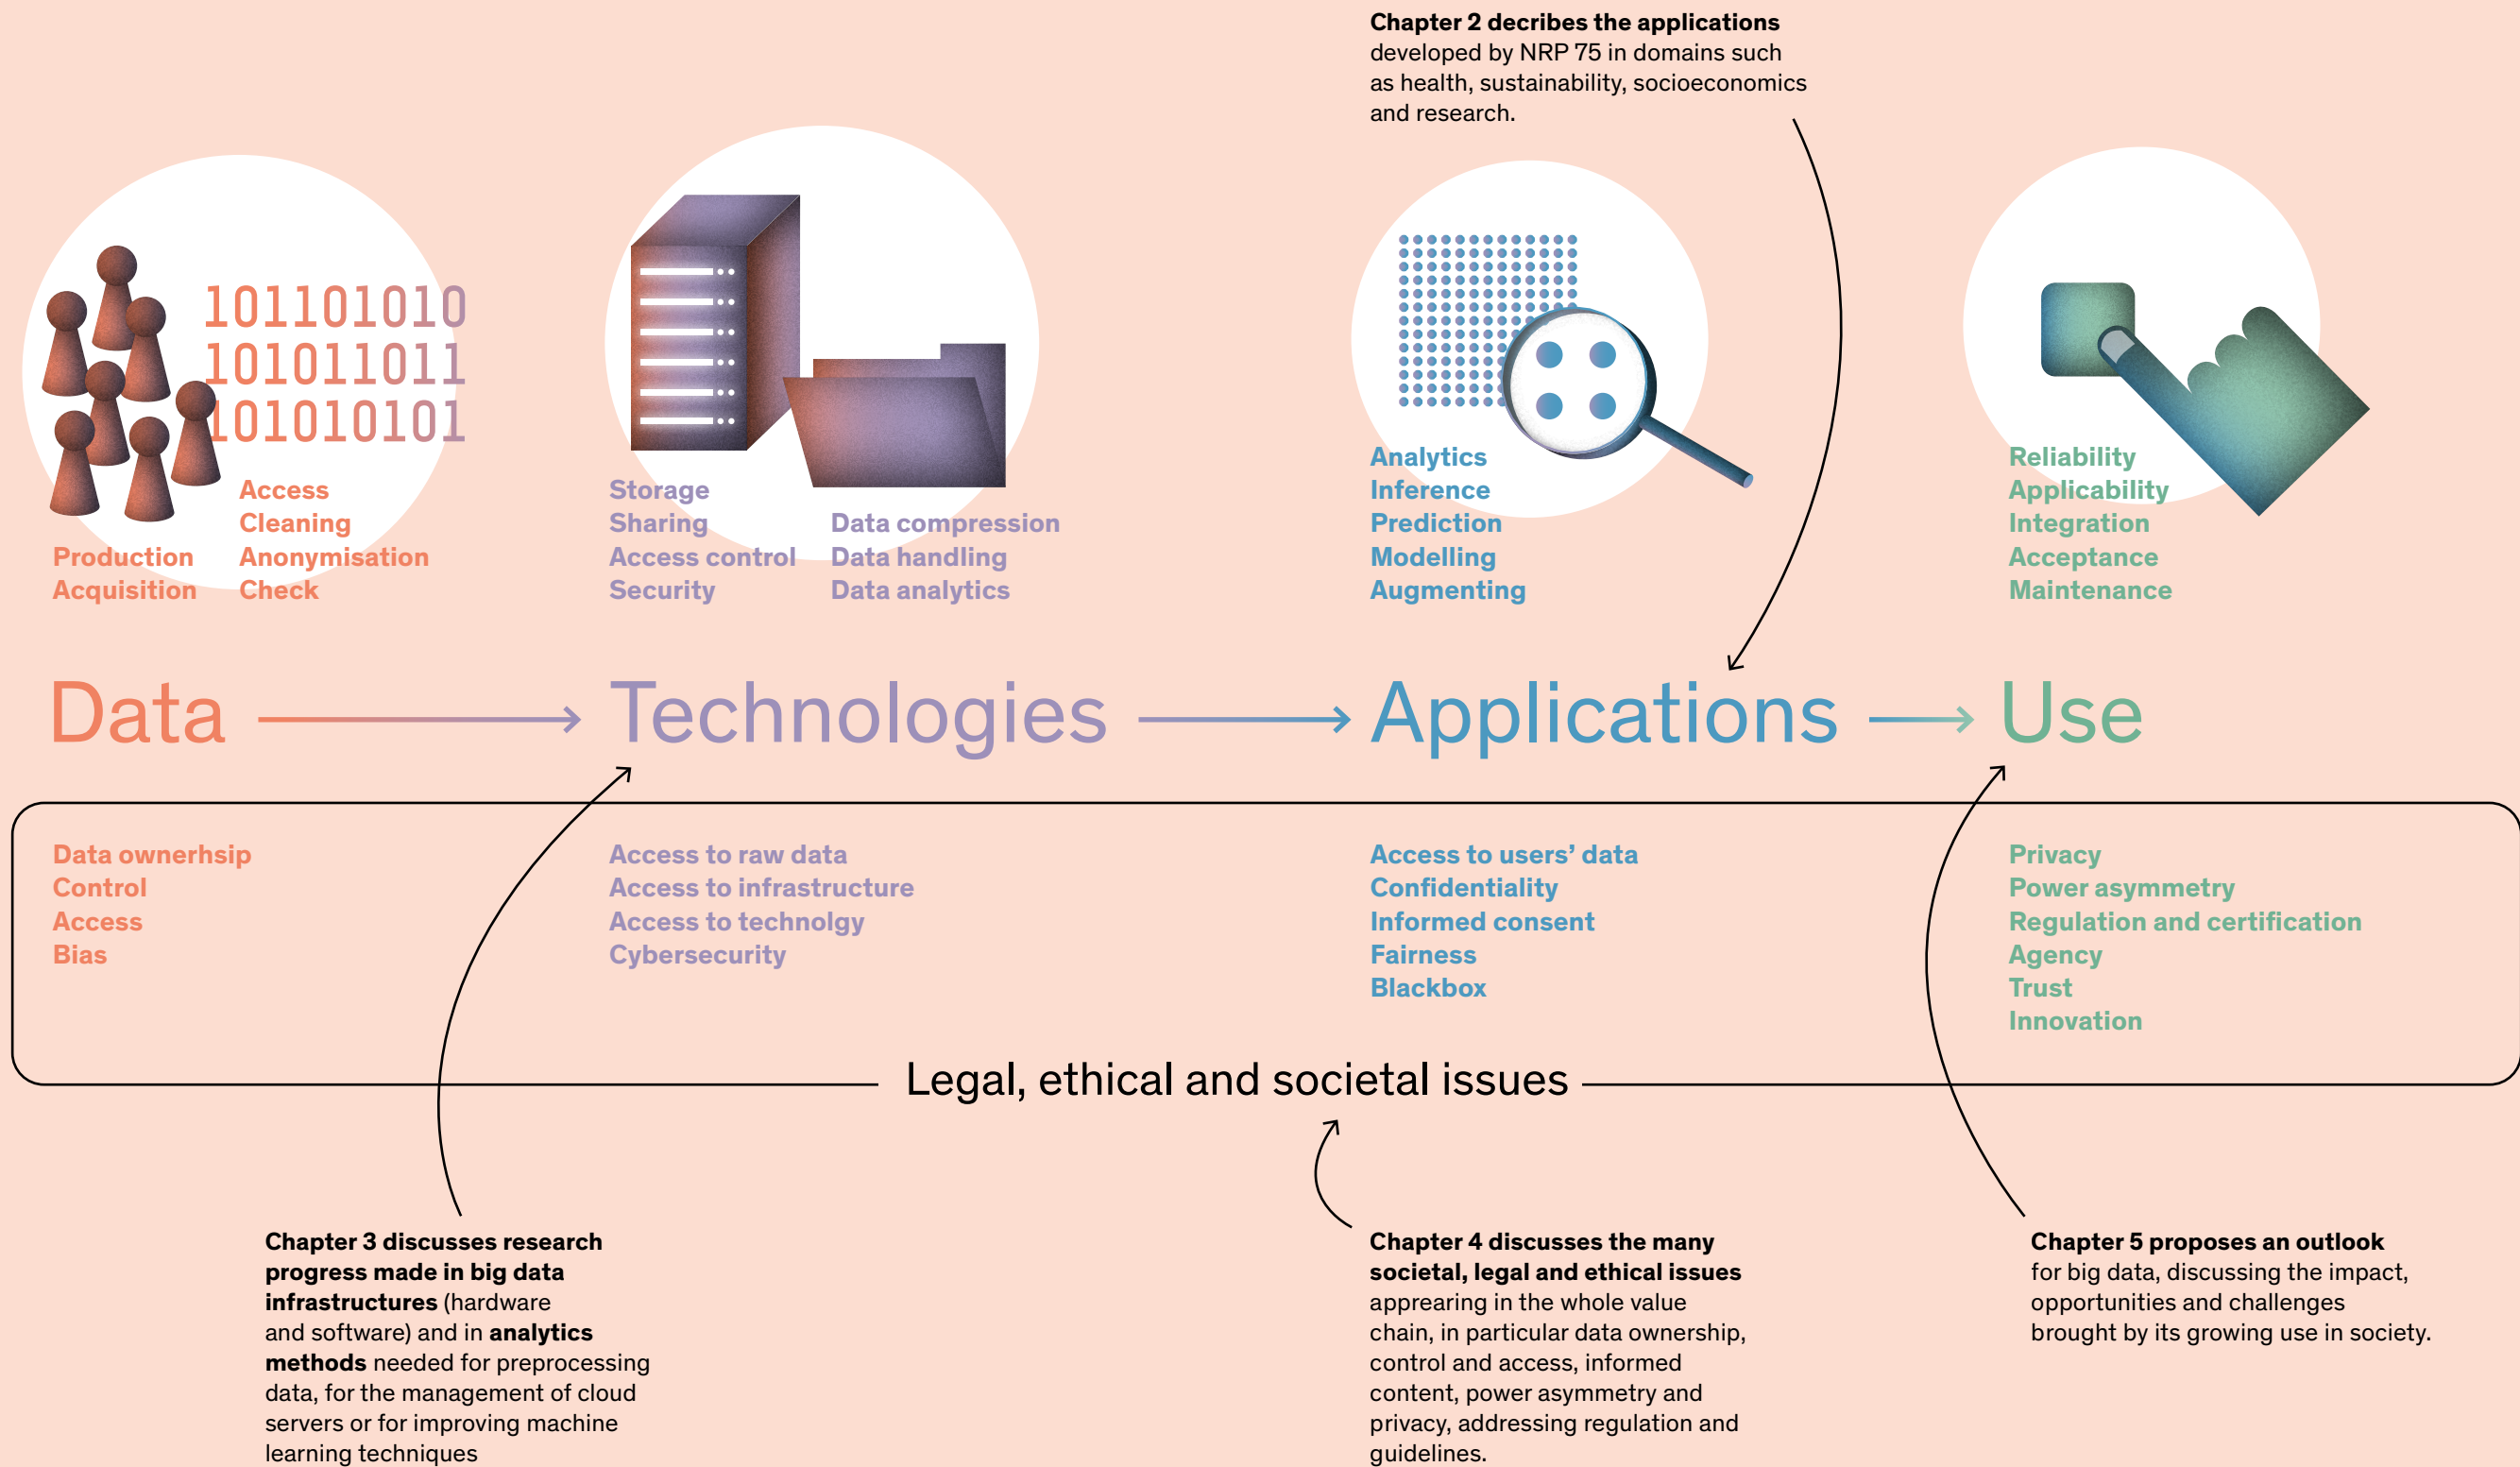 Chapter 2 decribes the applications
developed by NRP 75 in domains such
as health, sustainability, socioeconomics
and research.
101101010
101011011
101010101
Production
Acquisition
Access
Cleaning
Anonymisation
Check
Storage
Sharing
Access control
Security
Data compression
Data handling
Data analytics
Analytics
Inference
Prediction
Modelling
Augmenting
Reliability
Applicability
Integration
Acceptance
Maintenance
Data
Technologies
Applications
Use
Data ownerhsip
Control
Access
Bias
Access to raw data
Access to infrastructure
Access to technolgy
Cybersecurity
Access to users’ data
Confidentiality
Informed consent
Fairness
Blackbox
Privacy
Power asymmetry
Regulation and certification
Agency
Trust
Innovation
Legal, ethical and societal issues
Chapter 3 discusses research
progress made in big data
infrastructures (hardware
and software) and in analytics
methods needed for preprocessing
data, for the management of cloud
servers or for improving machine
learning techniques
Chapter 4 discusses the many
societal, legal and ethical issues
apprearing in the whole value
chain, in particular data ownership,
control and access, informed
content, power asymmetry and
privacy, addressing regulation and
guidelines.
Chapter 5 proposes an outlook
for big data, discussing the impact,
opportunities and challenges
brought by its growing use in society.